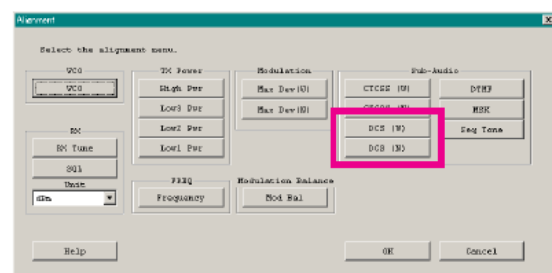 Alignment
Select the alignment menu.
VCO
VCO
RX
RX Tune
SQL
Unit
dBm
TX Power
High Pwr
Low3 Pwr
Low2 Pwr
Low1 Pwr
FREQ
Frequency
Modulation
Max Dev(W)
Max Dev(N)
Modulation Balance
Mod Bal
Sub-Audio
CTCSS (W)
CTCSS (N)
DCS (W)
DCS (N)
DTMF
MSK
Seq Tone
Help
OK
Cancel